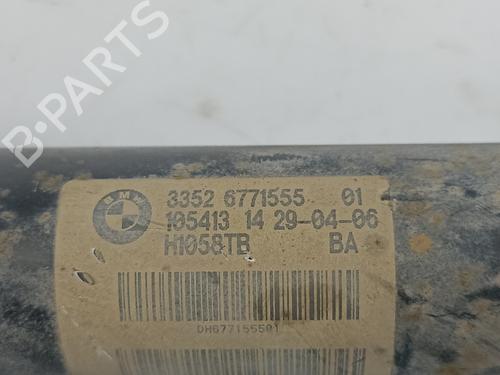 B-PARTS
BMW
3352 6771555 01
105413 14 29-04-06
H1058TB BA
DH677155501